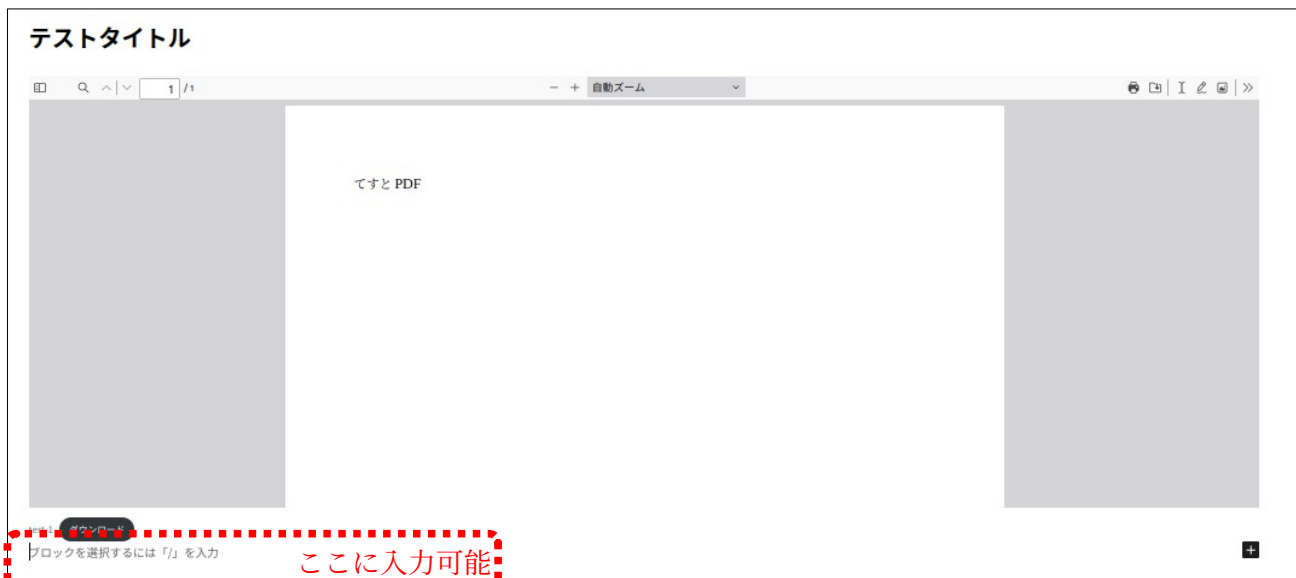 テストタイトル
1 /1
自動ズーム
てすと PDF
test-1 ダウンロード
ブロックを選択するには「/」を入力
ここに入力可能